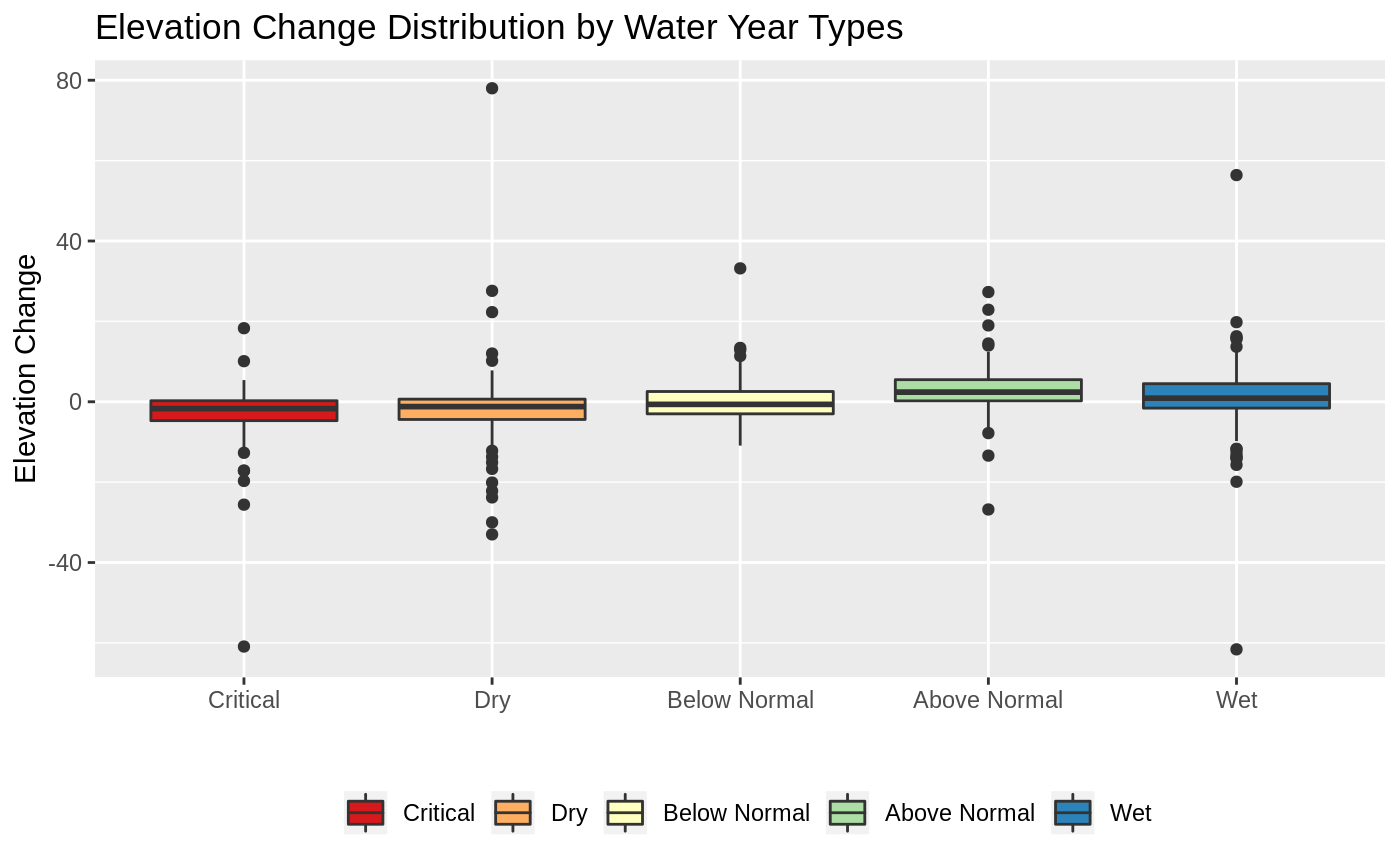 Elevation Change Distribution by Water Year Types
Elevation Change
80
40
0
-40
Critical Dry Below Normal Above Normal Wet
Critical Dry Below Normal Above Normal Wet